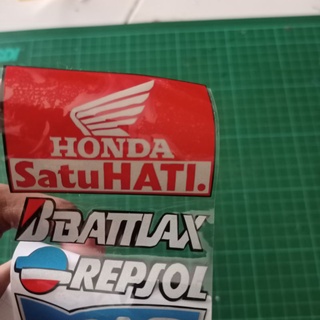 HONDA
SatuHATI.
BATTLAX
REPSOL